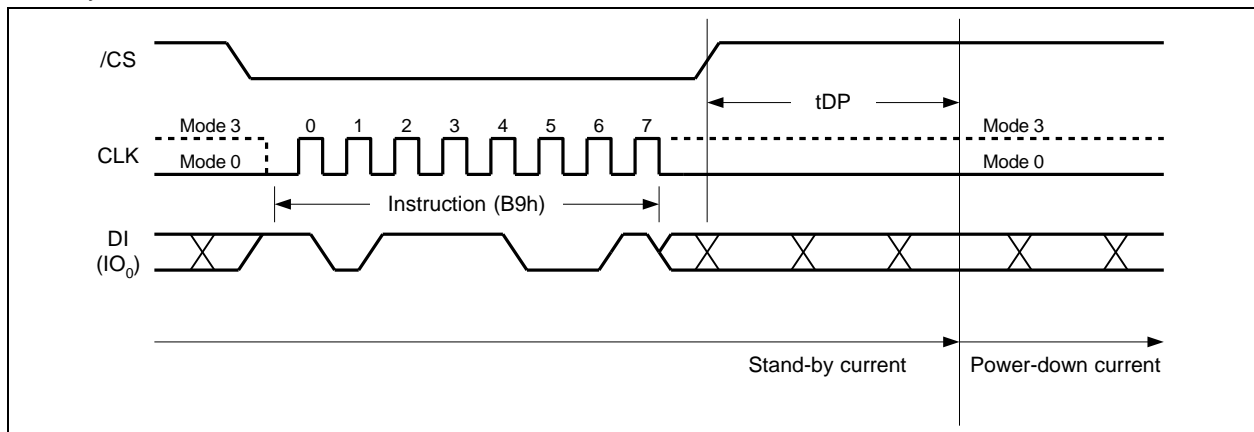 /CS
tDP
Mode 3 0 1 2 3 4 5 6 7 Mode 3
CLK
Mode 0 Mode 0
Instruction (B9h)
DI
(IO0)
Stand-by current Power-down current